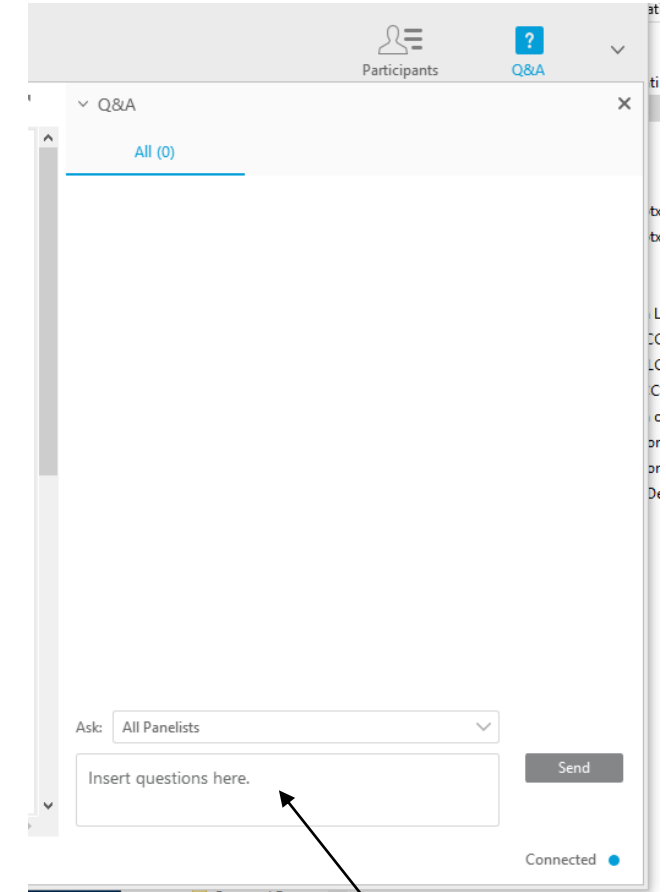 Participants
?
Q&A
Q&A
All (0)
Ask:
All Panelists
Insert questions here.
Send
Connected